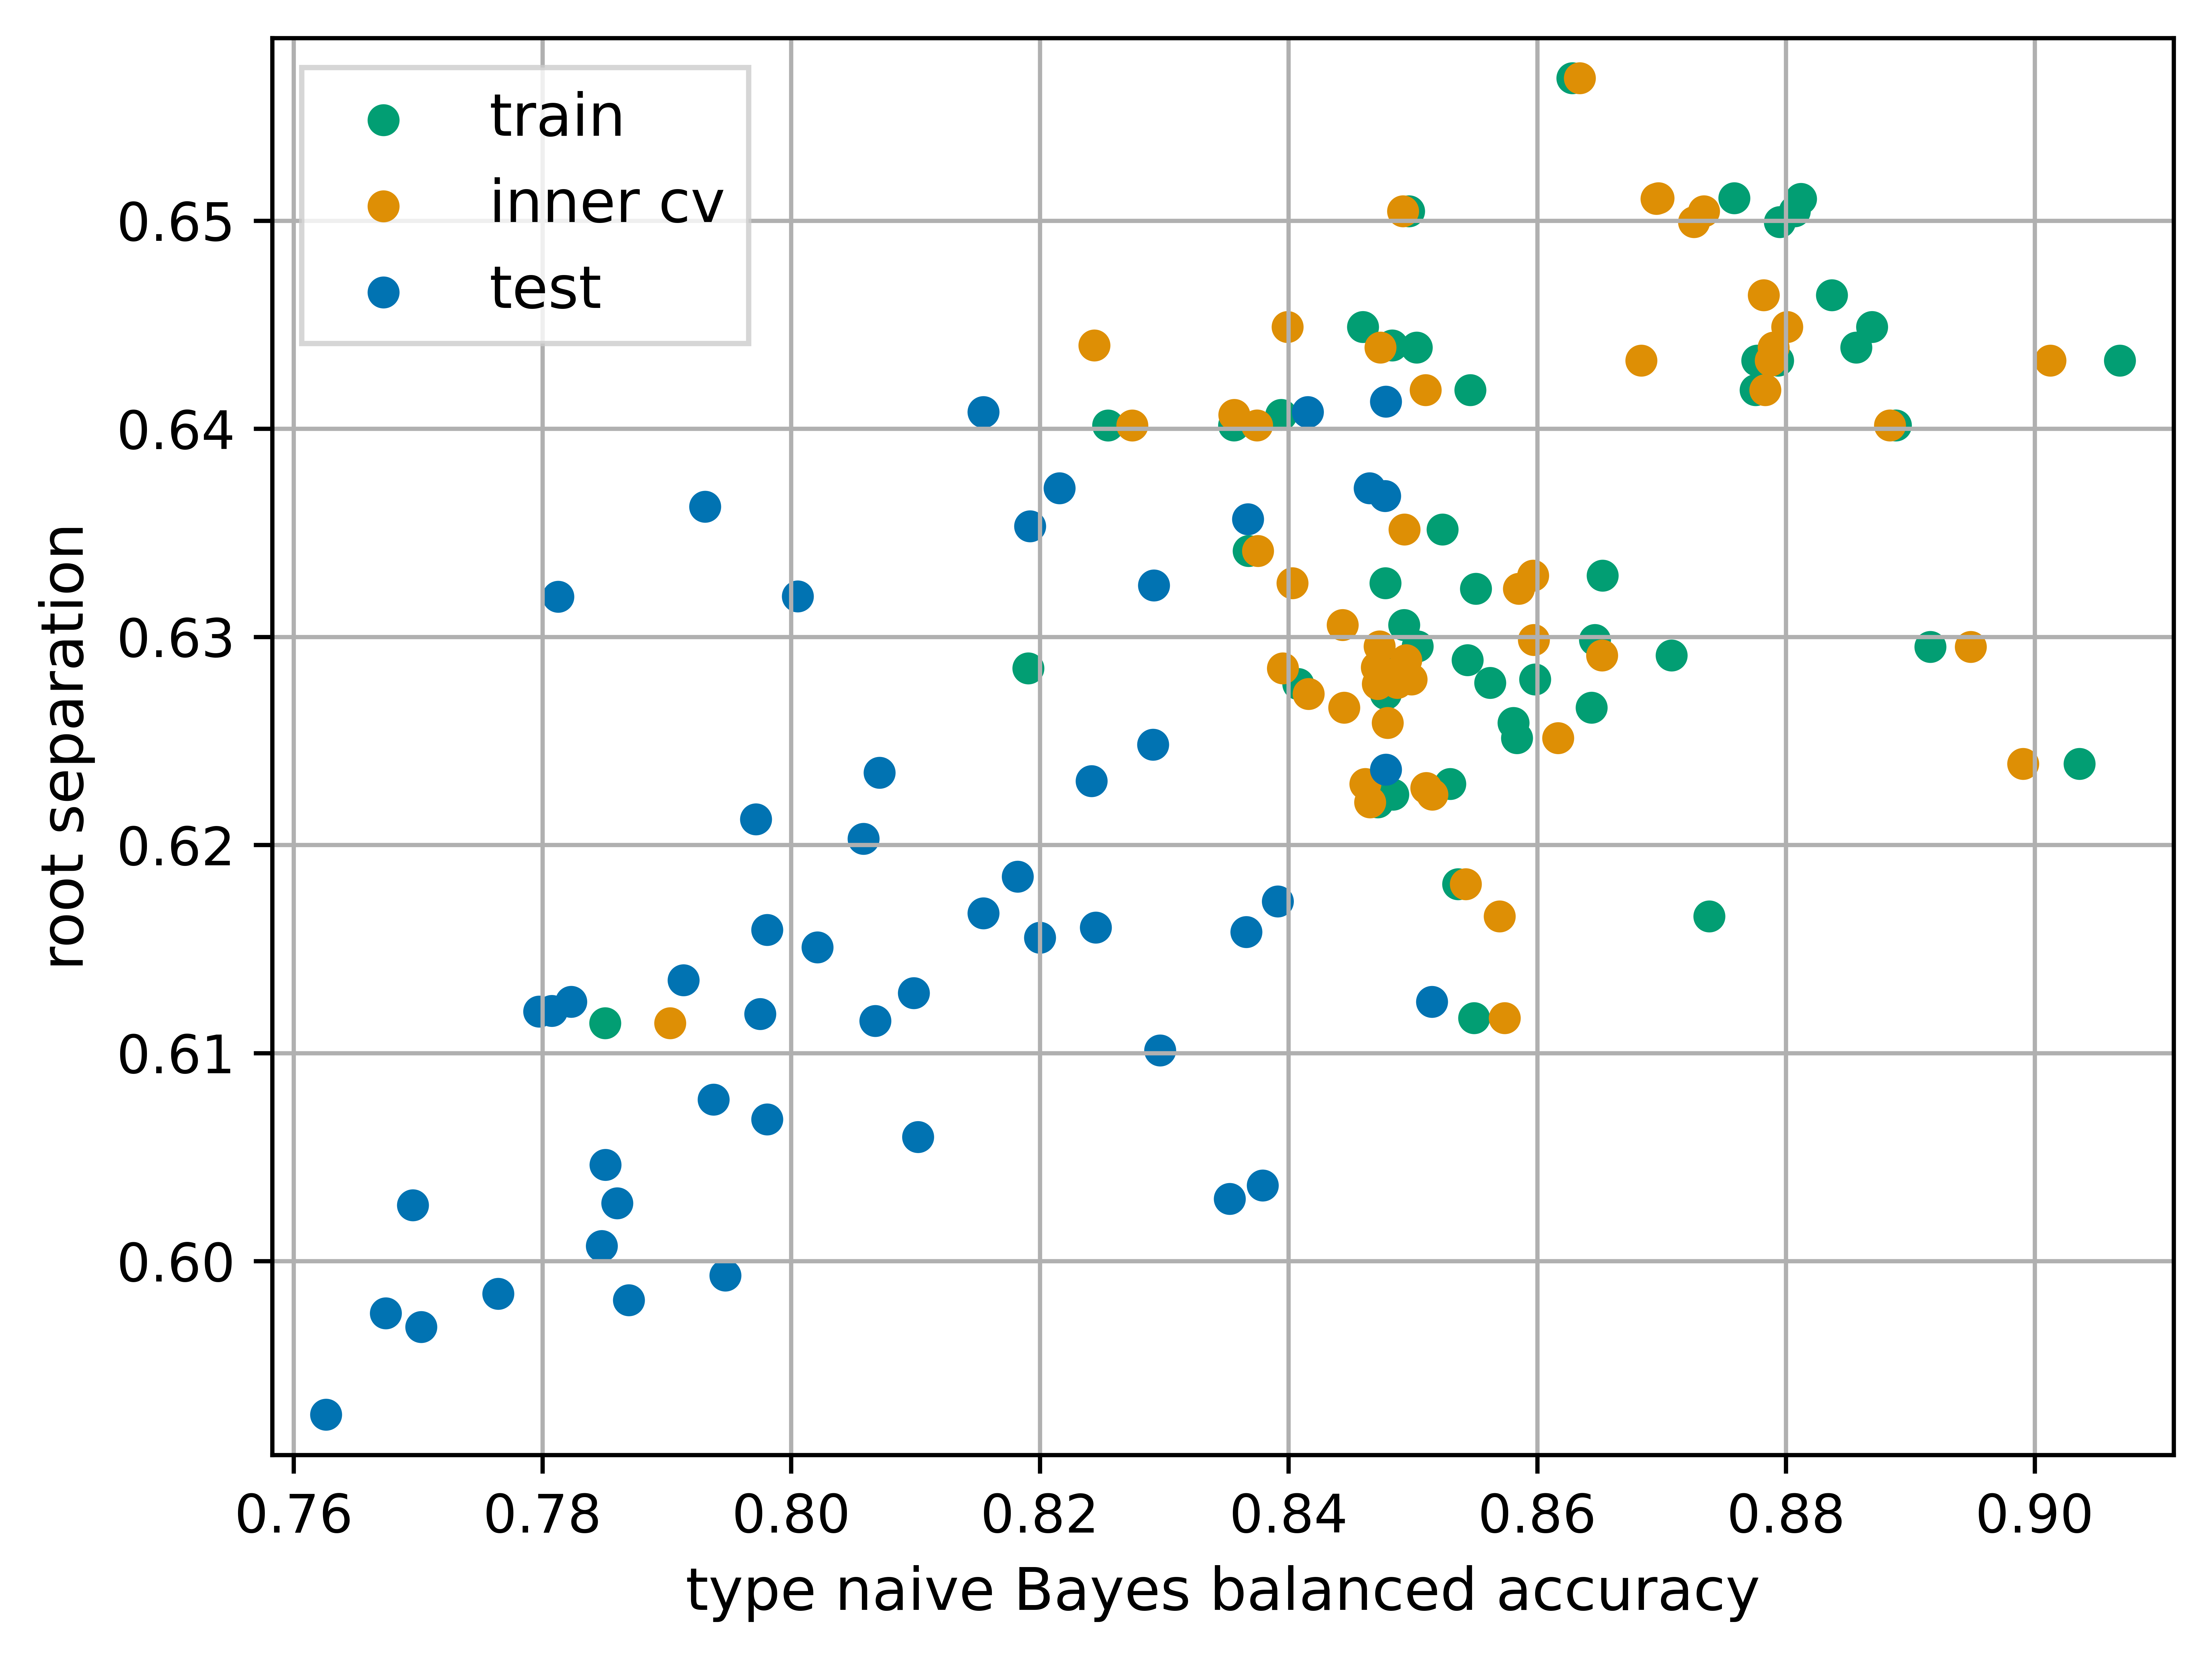 train
inner cv
test
0.65
0.64
0.63
0.62
0.61
0.60
root separation
0.76 0.78 0.80 0.82 0.84 0.86 0.88 0.90
type naive Bayes balanced accuracy